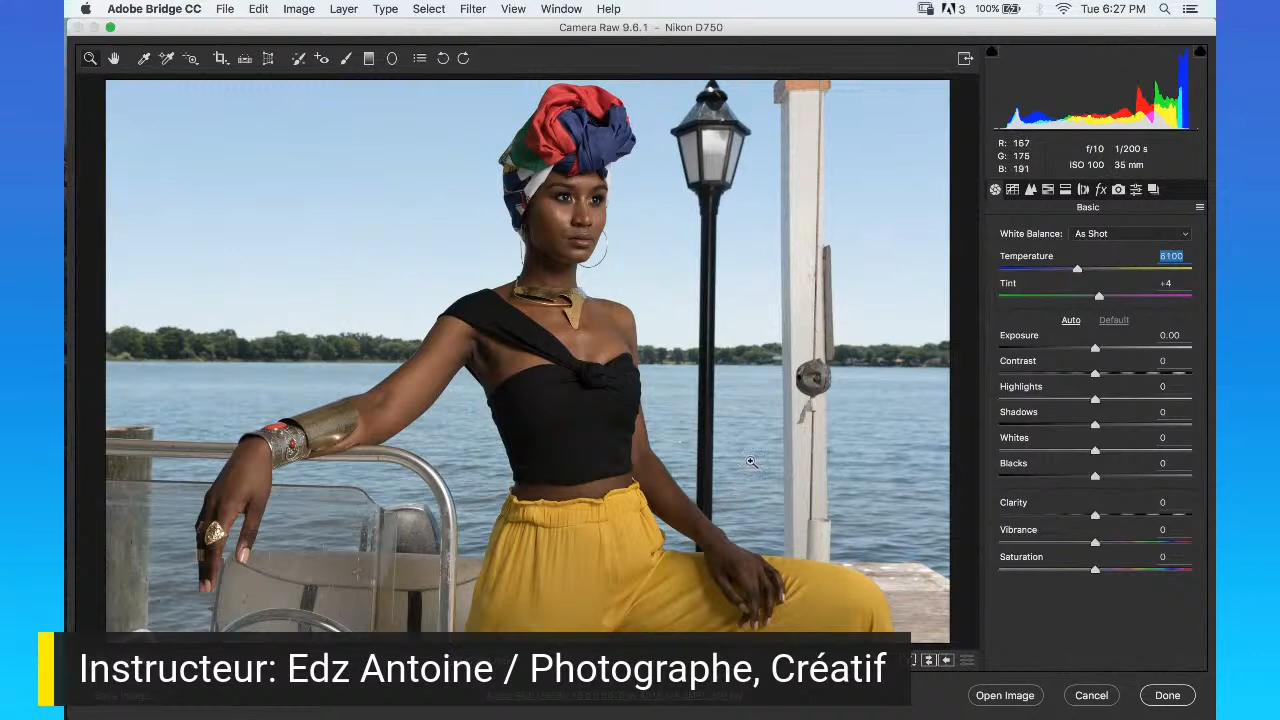 Adobe Bridge CC File Edit Image Layer Type Select Filter View Window Help 3 100% Tue 6:27 PM
Camera Raw 9.6.1 - Nikon D750
R: 167
G: 175
B: 191
f/10 1/200 s
ISO 100 35 mm
fx
Basic
White Balance: As Shot
Temperature 6100
Tint +4
Auto Default
Exposure 0.00
Contrast 0
Highlights 0
Shadows 0
Whites 0
Blacks 0
Clarity 0
Vibrance 0
Saturation 0
Instructeur: Edz Antoine / Photographe, Créatif
Open Image Cancel Done